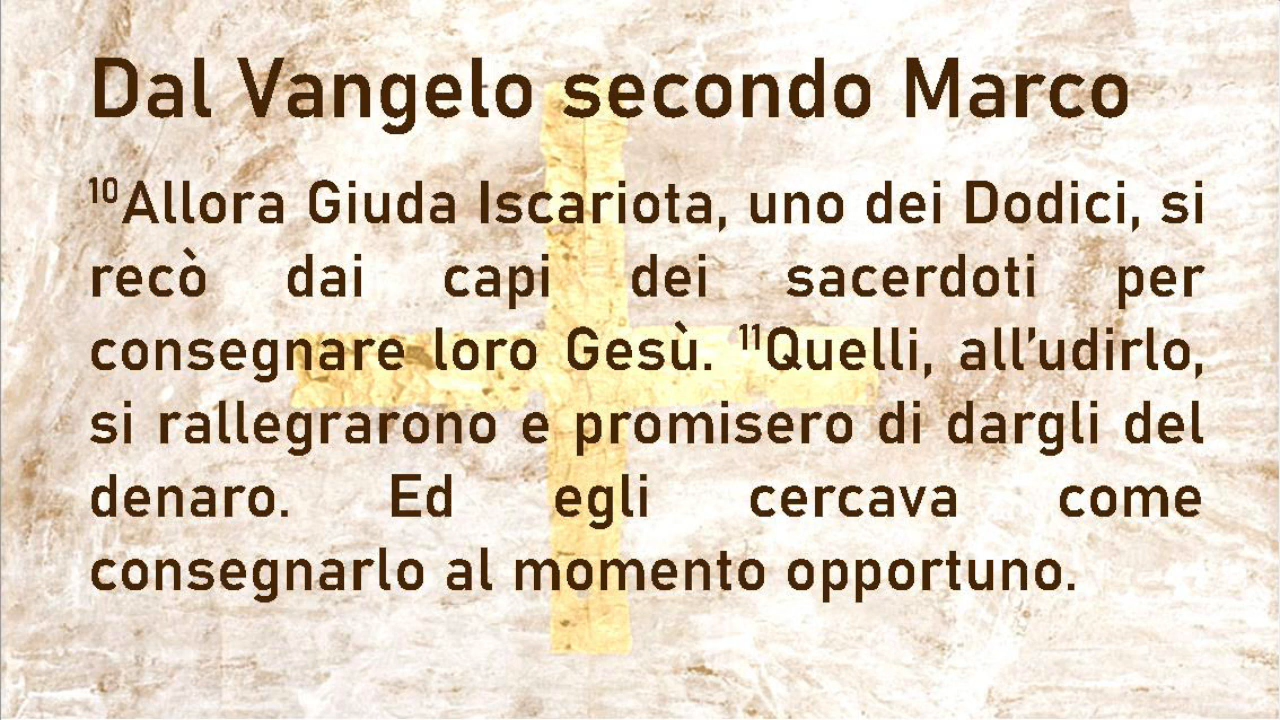 Dal Vangelo secondo Marco
¹⁰Allora Giuda Iscariota, uno dei Dodici, si
recò dai capi dei sacerdoti per
consegnare loro Gesù. ¹¹Quelli, all’udirlo,
si rallegrarono e promisero di dargli del
denaro. Ed egli cercava come
consegnarlo al momento opportuno.